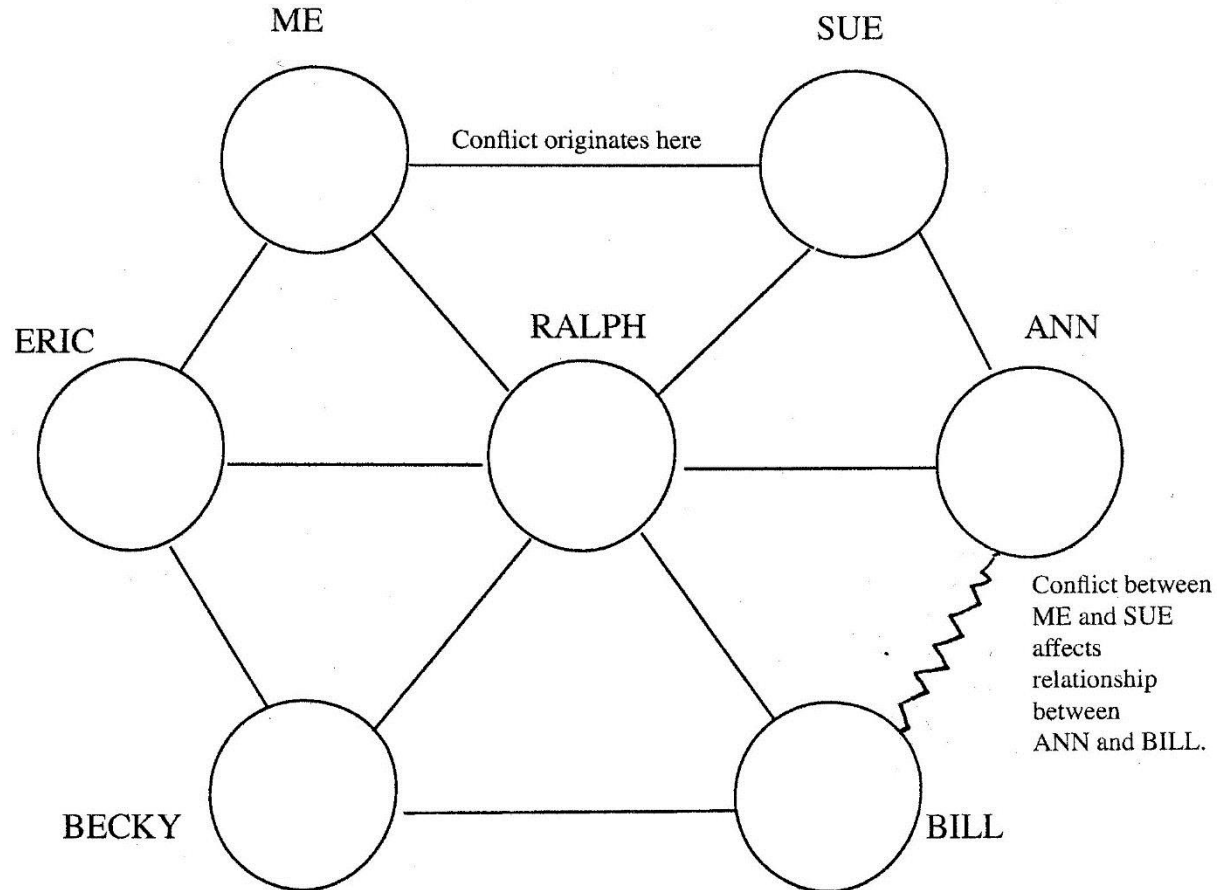 ME
SUE
Conflict originates here
ERIC
RALPH
ANN
Conflict between
ME and SUE
affects
relationship
between
ANN and BILL.
BECKY
BILL